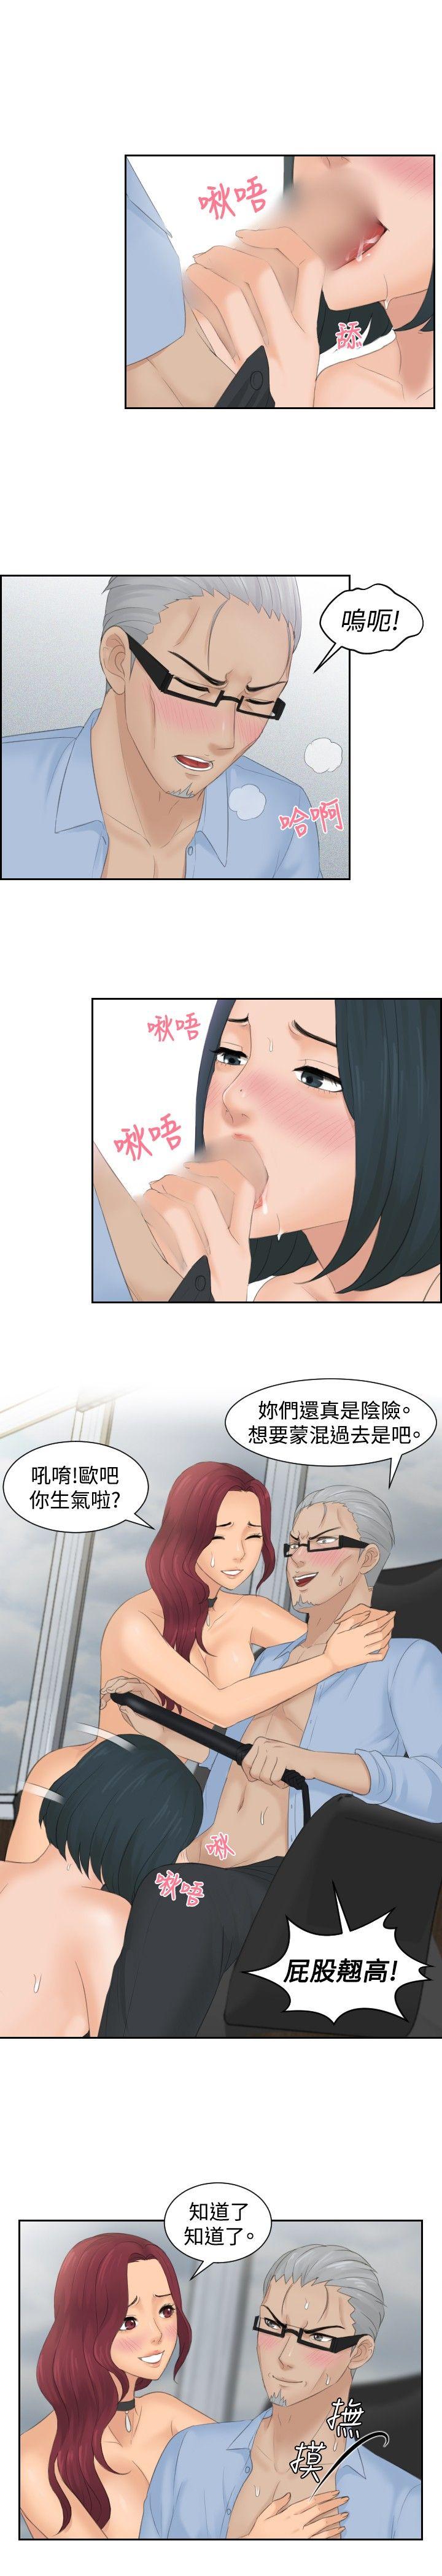 啾唔
舔
嗚呃!
哈啊
啾唔
啾唔
妳們還真是陰險。
想要蒙混過去是吧。
吼唷!歐吧
你生氣啦?
啾
啾唔
屁股翹高!
知道了
知道了。
撫
摸